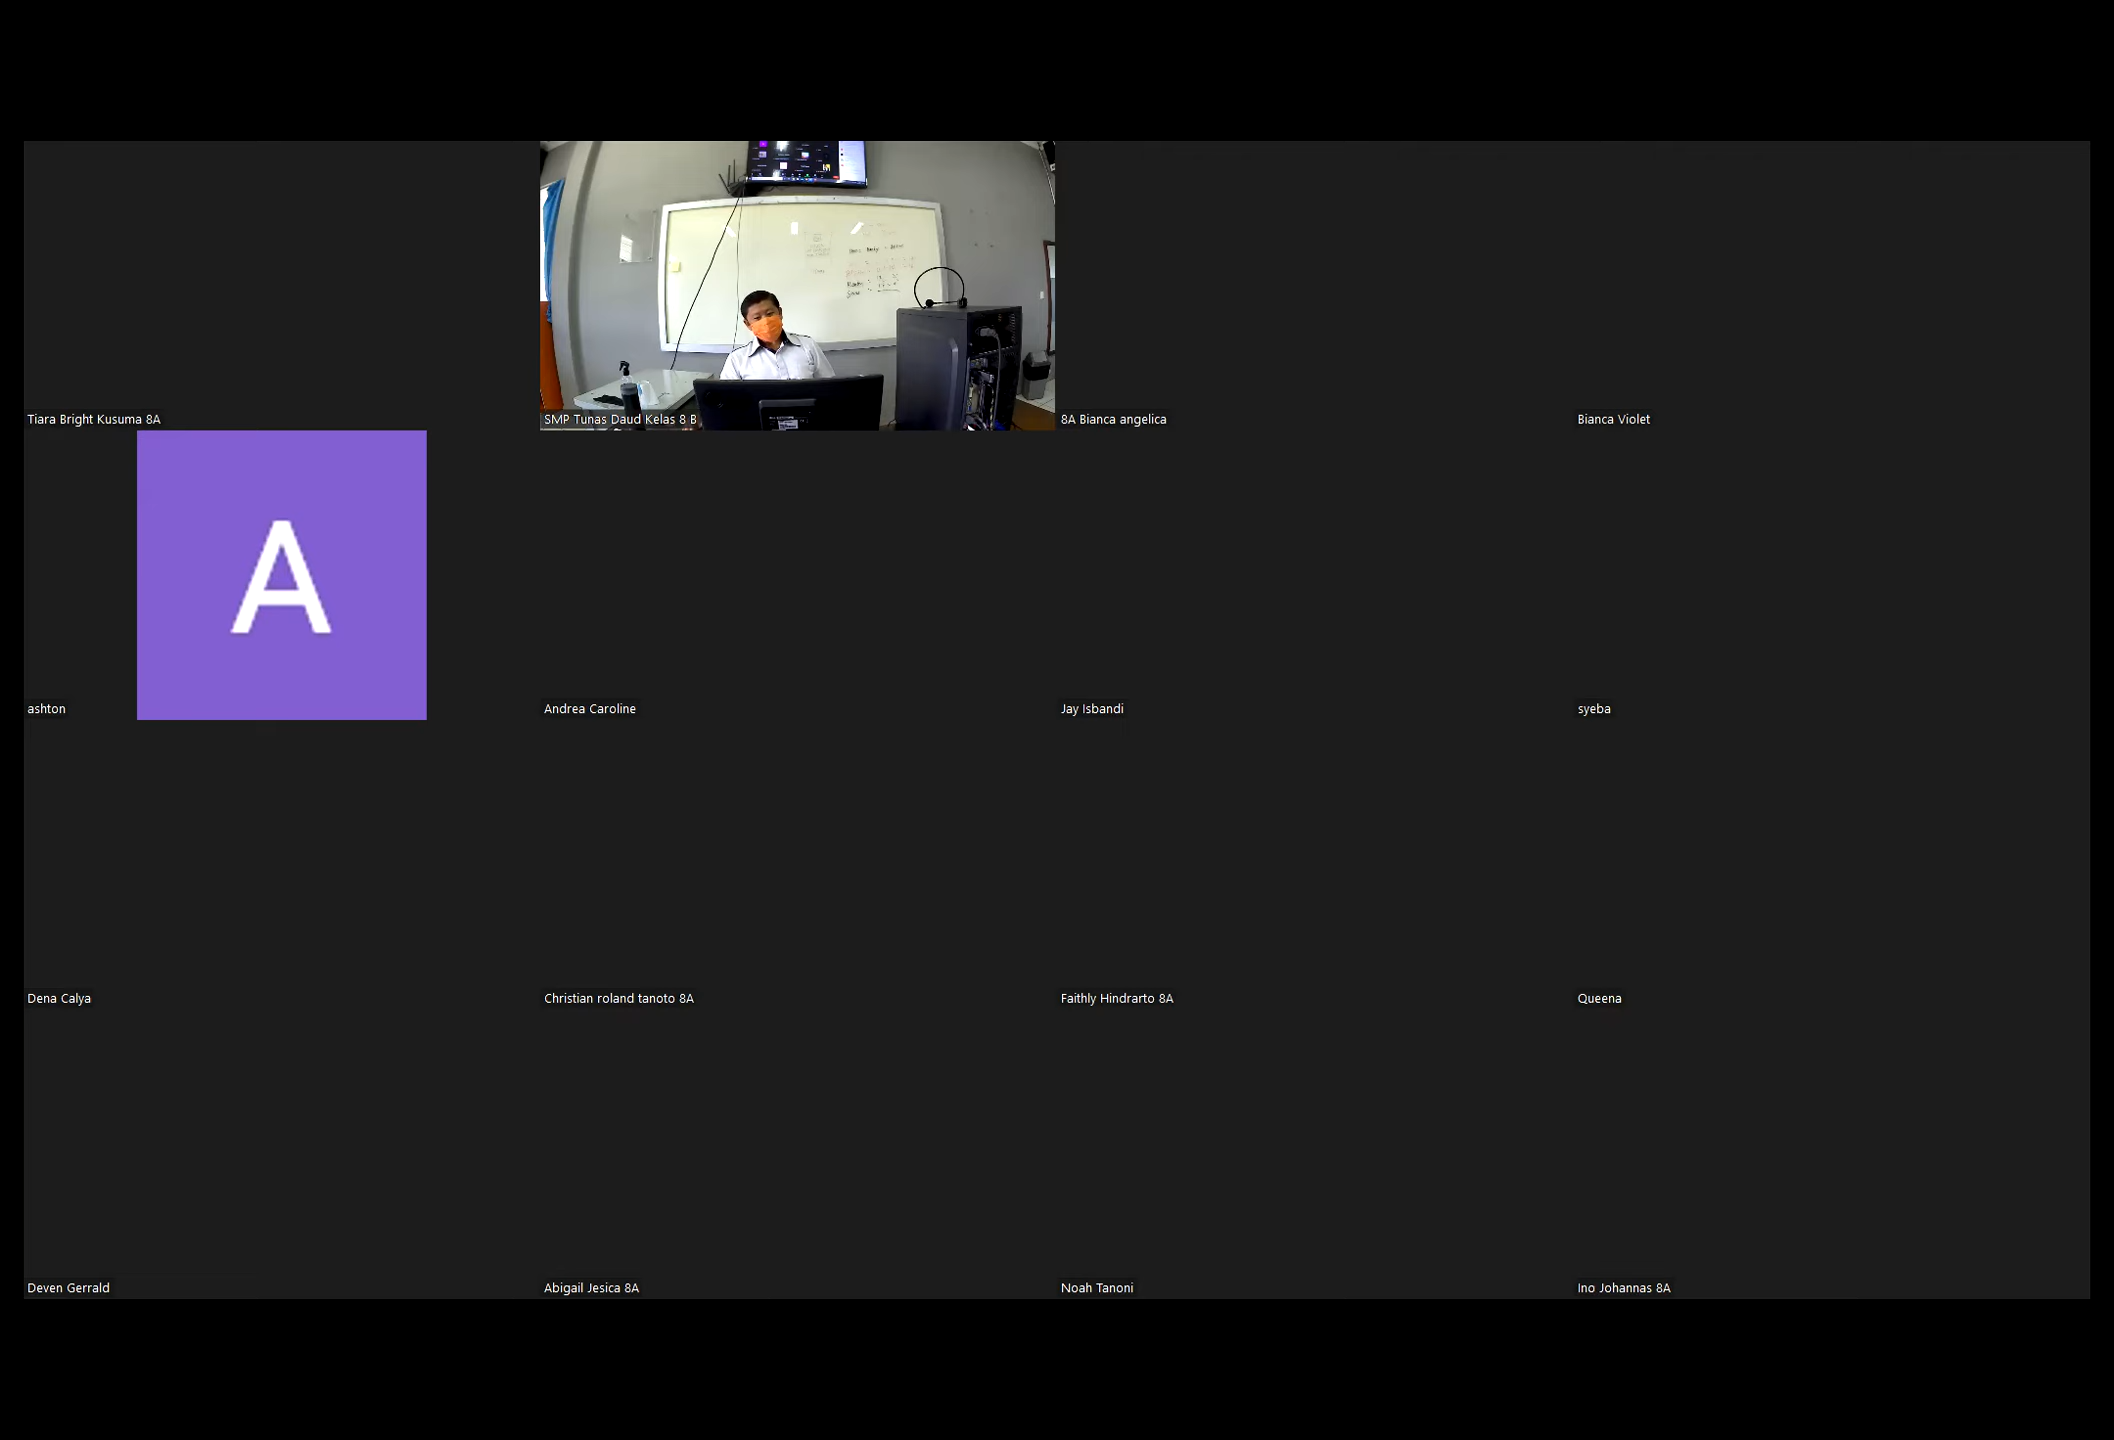 Tiara Bright Kusuma 8A
SMP Tunas Daud Kelas 8 B
8A Bianca angelica
Bianca Violet
A
ashton
Andrea Caroline
Jay Isbandi
syeba
Dena Calya
Christian roland tanoto 8A
Faithly Hindrarto 8A
Queena
Deven Gerrald
Abigail Jesica 8A
Noah Tanoni
Ino Johannas 8A